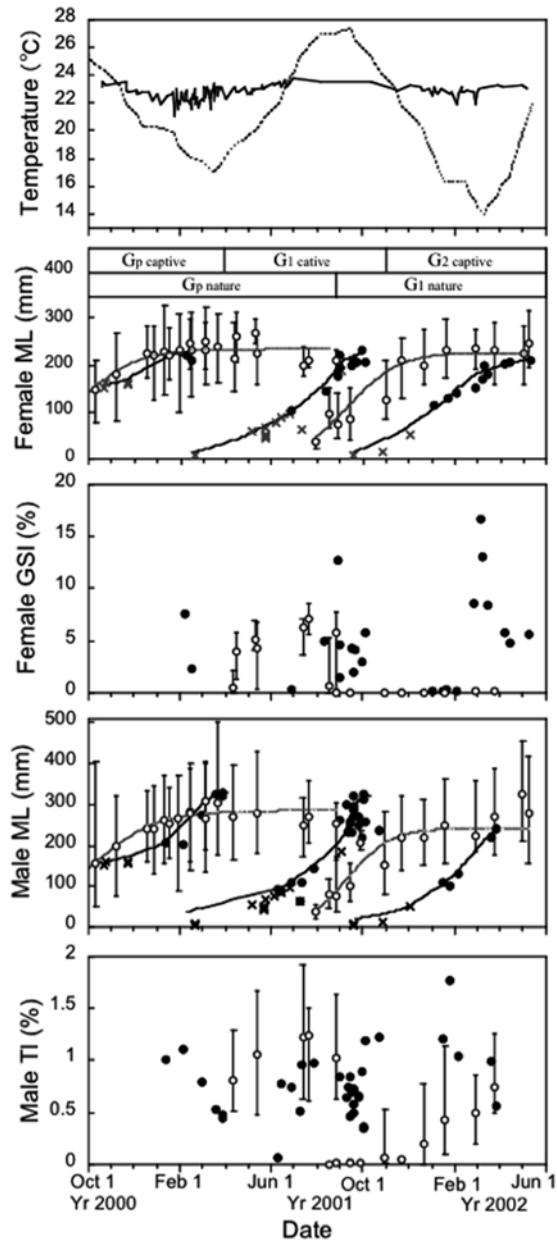 28
26
24
22
20
18
16
14
Temperature (°C)
Gp captive G1 cative G2 captive
Gp nature G1 nature
400
300
200
100
0
Female ML (mm)
20
15
10
5
0
Female GSI (%)
500
400
300
200
100
0
Male ML (mm)
2
1.5
1
0.5
0
Male TI (%)
Oct 1 Feb 1 Jun 1 Oct 1 Feb 1 Jun 1
Yr 2000 Yr 2001 Yr 2002
Date